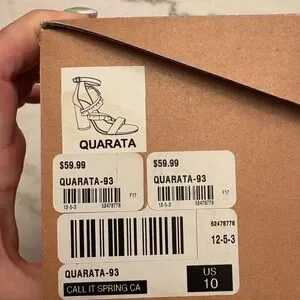 QUARATA
$59.99
QUARATA-93
F17
12-5-3 52478778
$59.99
QUARATA-93
F17
12-5-3 52478778
52478778
12-5-3
QUARATA-93
CALL IT SPRING CA
US
10